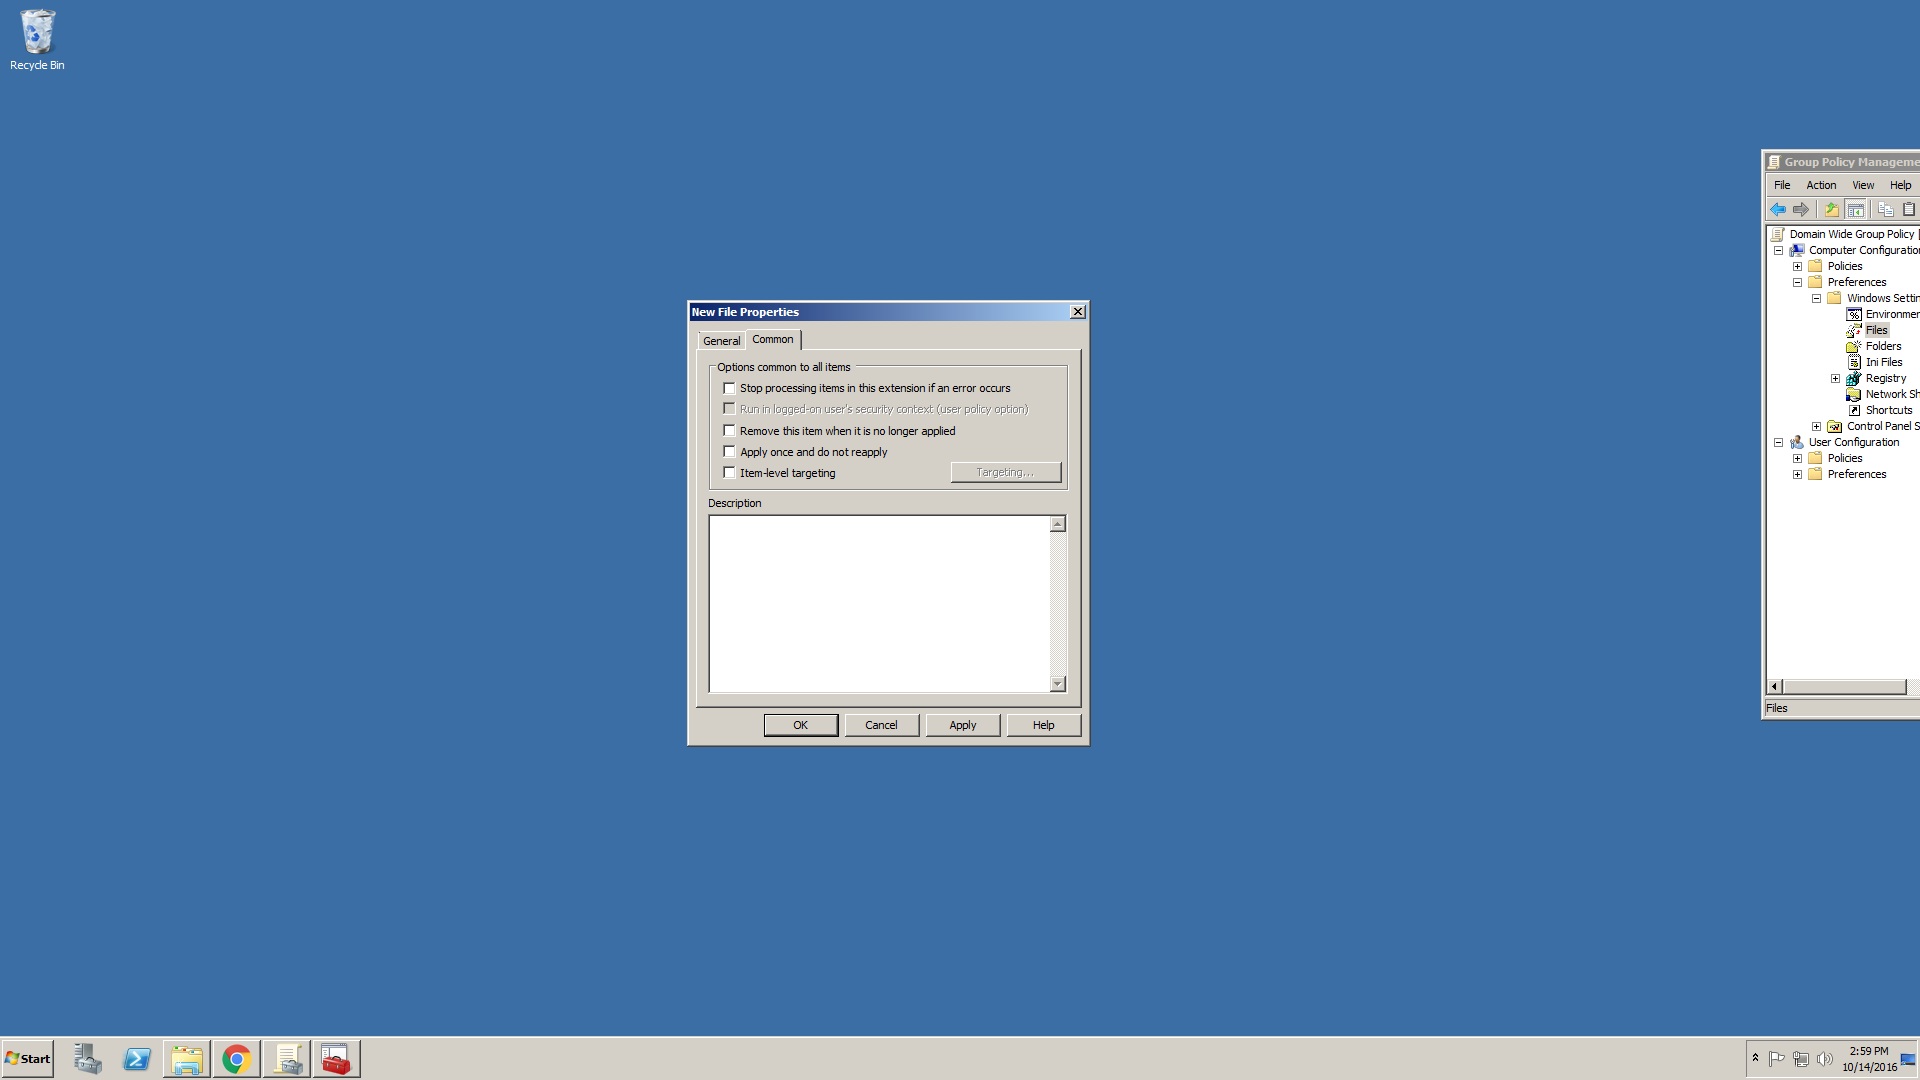 Recycle Bin
Group Policy Manageme
File Action View Help
Domain Wide Group Policy [
Computer Configuration
Policies
Preferences
Windows Settin
Environmen
Files
Folders
Ini Files
Registry
Network Sh
Shortcuts
Control Panel S
User Configuration
Policies
Preferences
Files
New File Properties
General Common
Options common to all items
Stop processing items in this extension if an error occurs
Run in logged-on user's security context (user policy option)
Remove this item when it is no longer applied
Apply once and do not reapply
Item-level targeting Targeting...
Description
OK Cancel Apply Help
Start
2:59 PM
10/14/2016